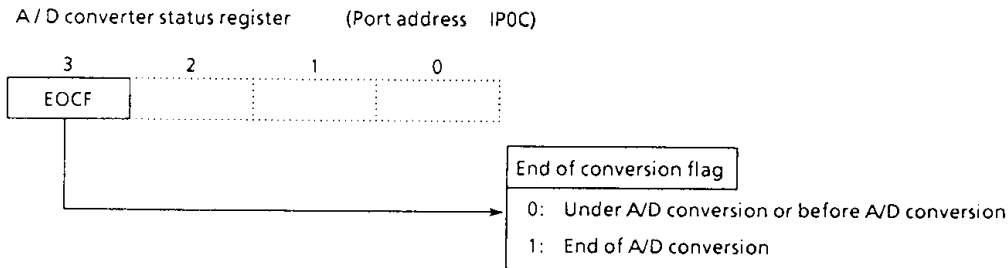 A / D converter status register (Port address IP0C)
3 2 1 0
EOCF
End of conversion flag
0: Under A/D conversion or before A/D conversion
1: End of A/D conversion